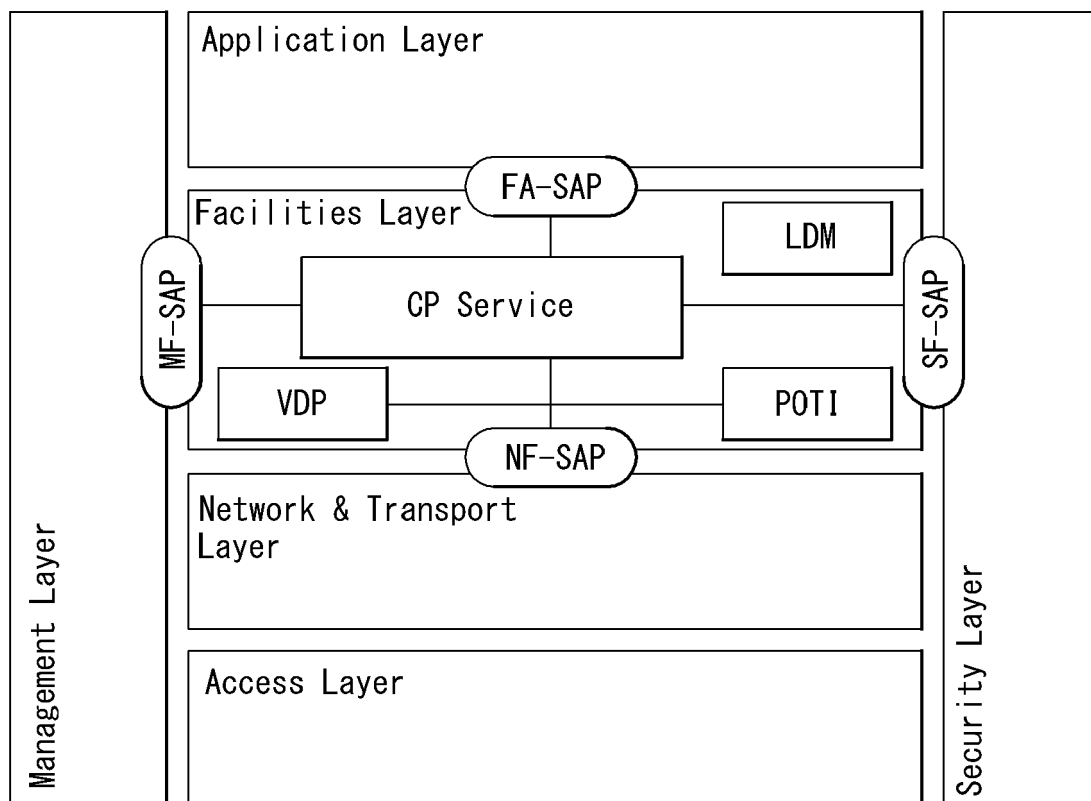 Application Layer
FA-SAP
Facilities Layer
LDM
MF-SAP
CP Service
SF-SAP
VDP
POTI
NF-SAP
Network & Transport
Layer
Management Layer
Security Layer
Access Layer